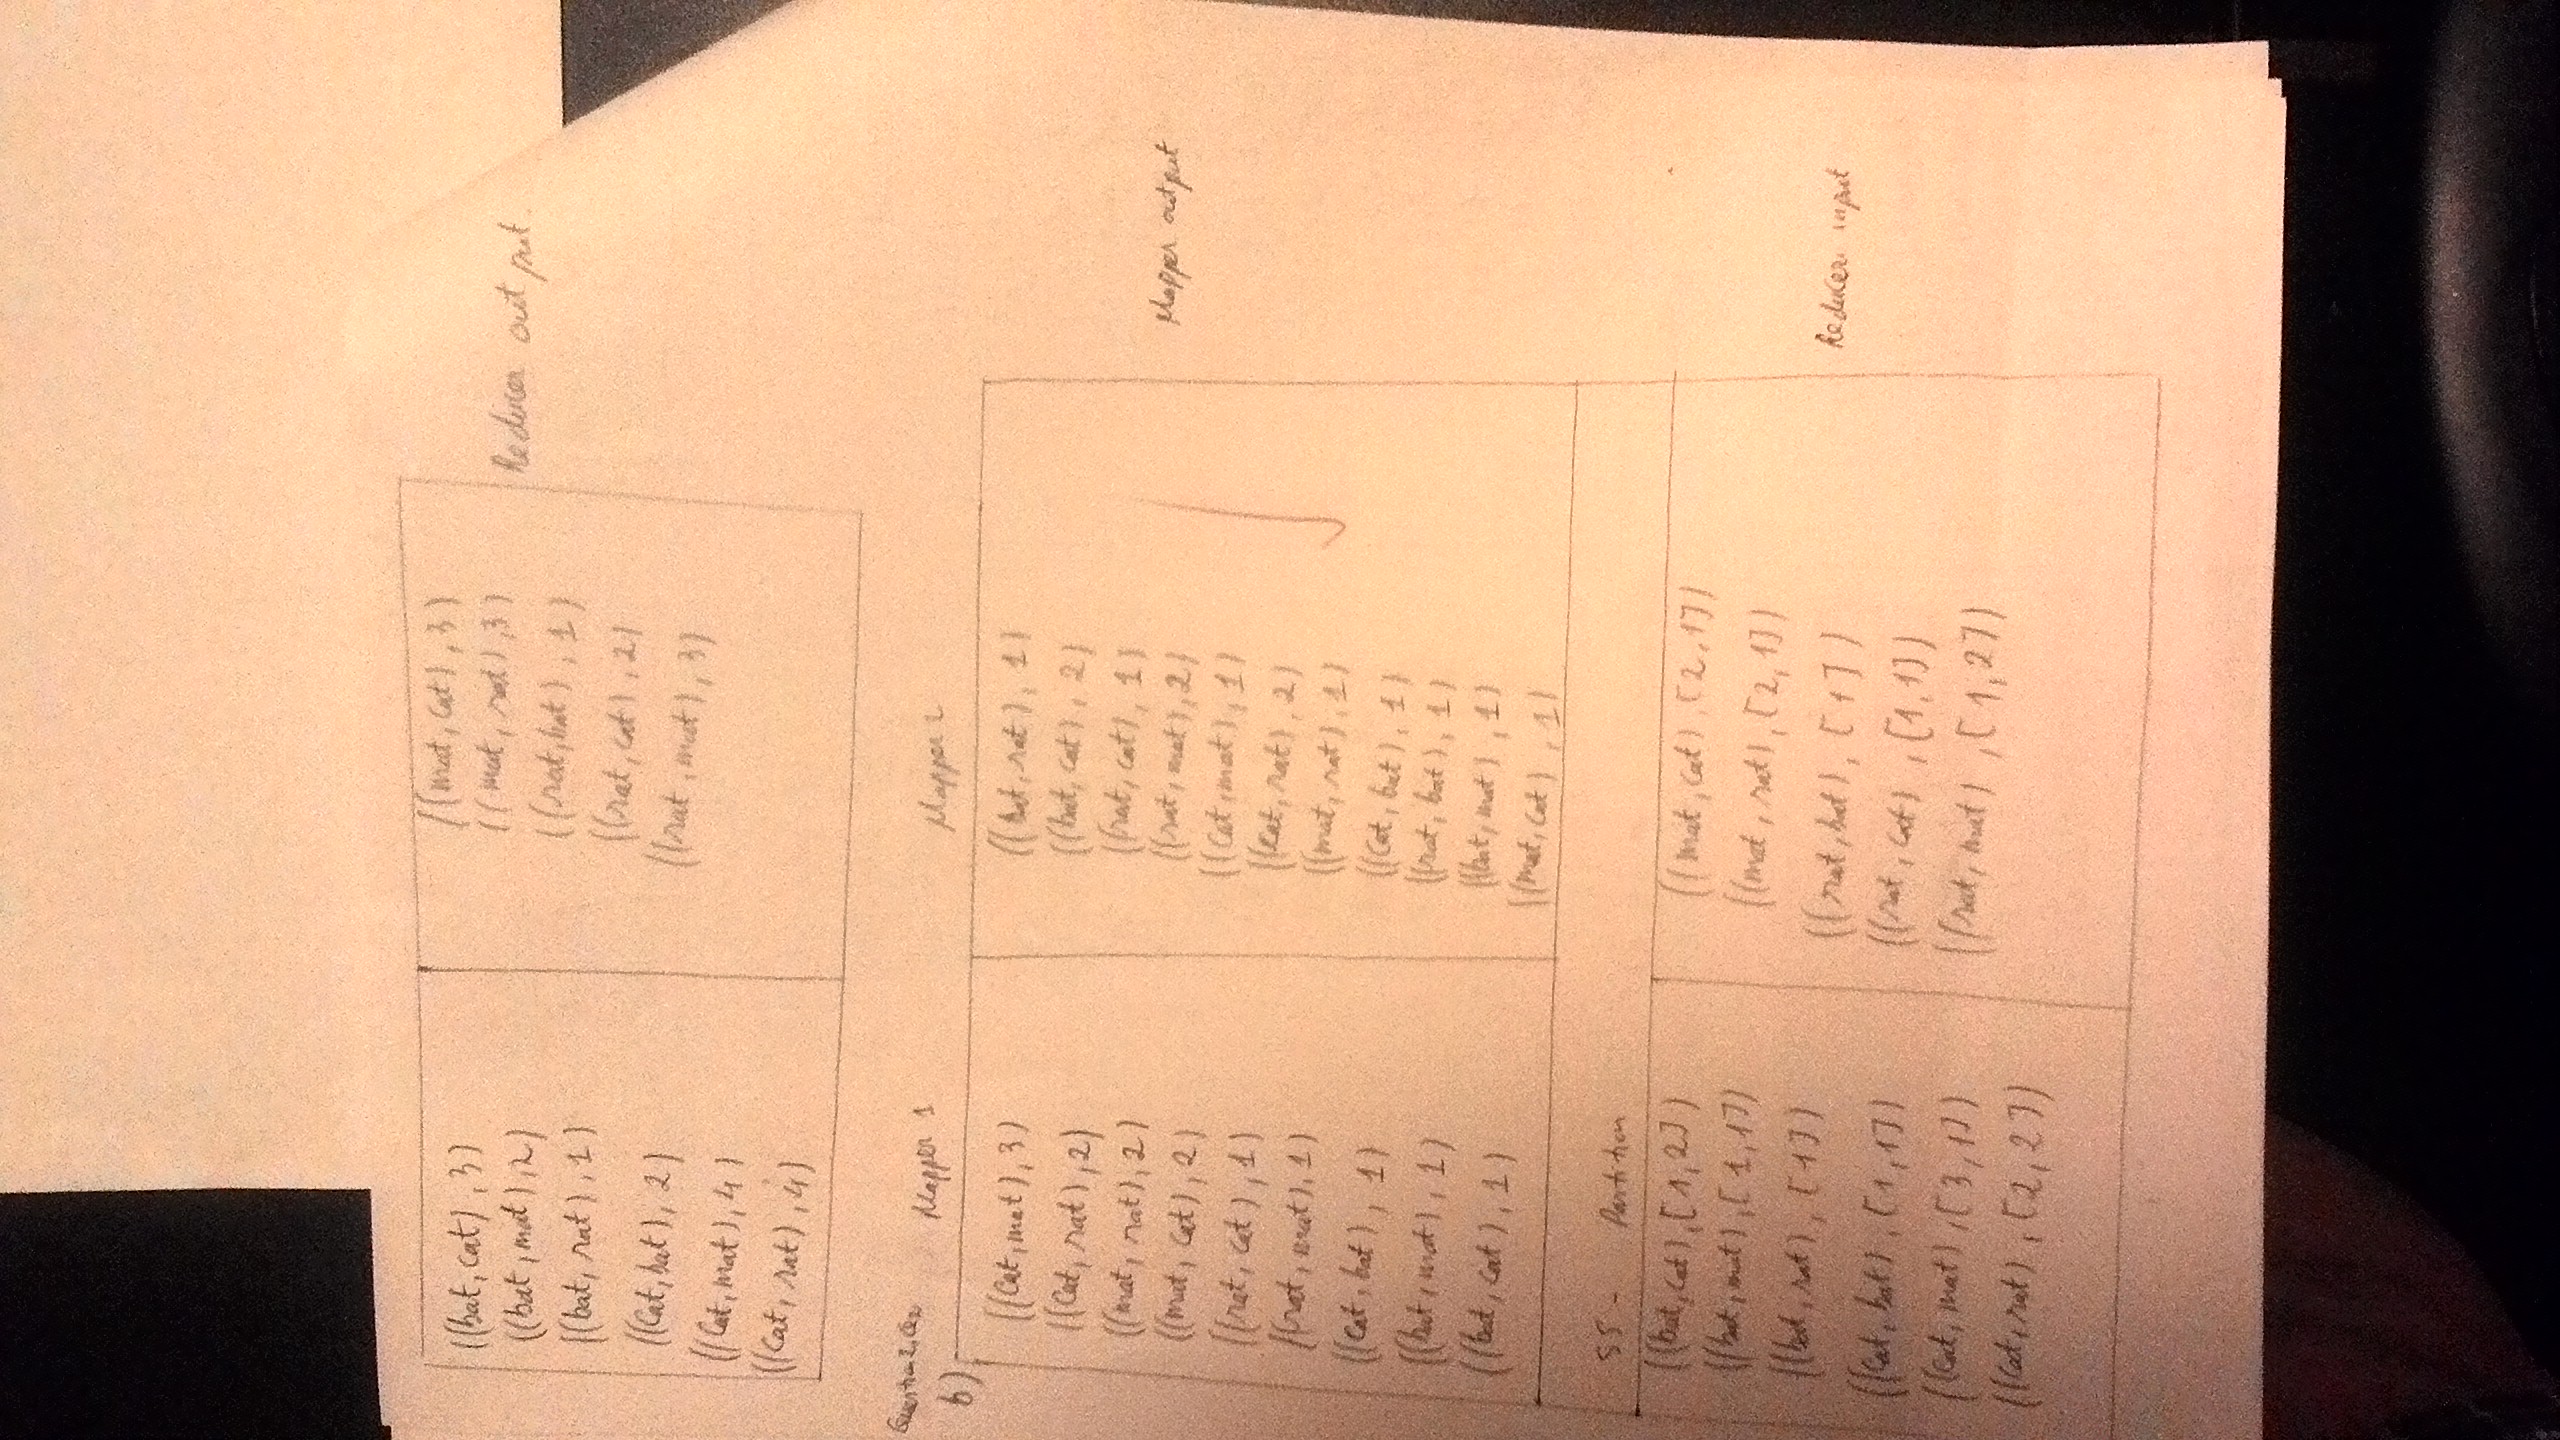 ((bat, cat), 3)
((bat, mat), 2)
((bat, rat), 1)
((Cat, bat), 2)
((Cat, mat), 4)
((Cat, rat), 4)
((mat, cat), 3)
((mat, rat), 3)
((rat, bat), 1)
((rat, cat), 2)
((rat, mat), 3)
Reducer output.
b)
Mapper 1
((Cat, mat), 3)
((Cat, rat), 2)
((mat, rat), 2)
((mat, cat), 2)
((rat, cat), 1)
((rat, mat), 1)
((cat, bat), 1)
((bat, mat), 1)
((bat, cat), 1)
Mapper 2
((bat, rat), 1)
((bat, cat), 2)
((rat, cat), 1)
((rat, mat), 2)
((Cat, mat), 1)
((cat, rat), 2)
((mat, rat), 1)
((Cat, bat), 1)
((rat, bat), 1)
((bat, mat), 1)
((mat, cat), 1)
Mapper output
SS - Partition
((bat, cat), [1, 2])
((bat, mat), [1, 1])
((bat, rat), [1])
((cat, bat), [1, 1])
((cat, mat), [3, 1])
((cat, rat), [2, 2])
((mat, cat), [2, 1])
((mat, rat), [2, 1])
((rat, bat), [1])
((rat, cat), [1, 1])
((rat, mat), [1, 2])
Reducer input